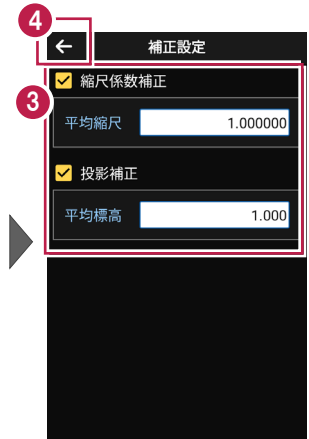 4
← 補正設定
3
縮尺係数補正
平均縮尺 1.000000
投影補正
平均標高 1.000